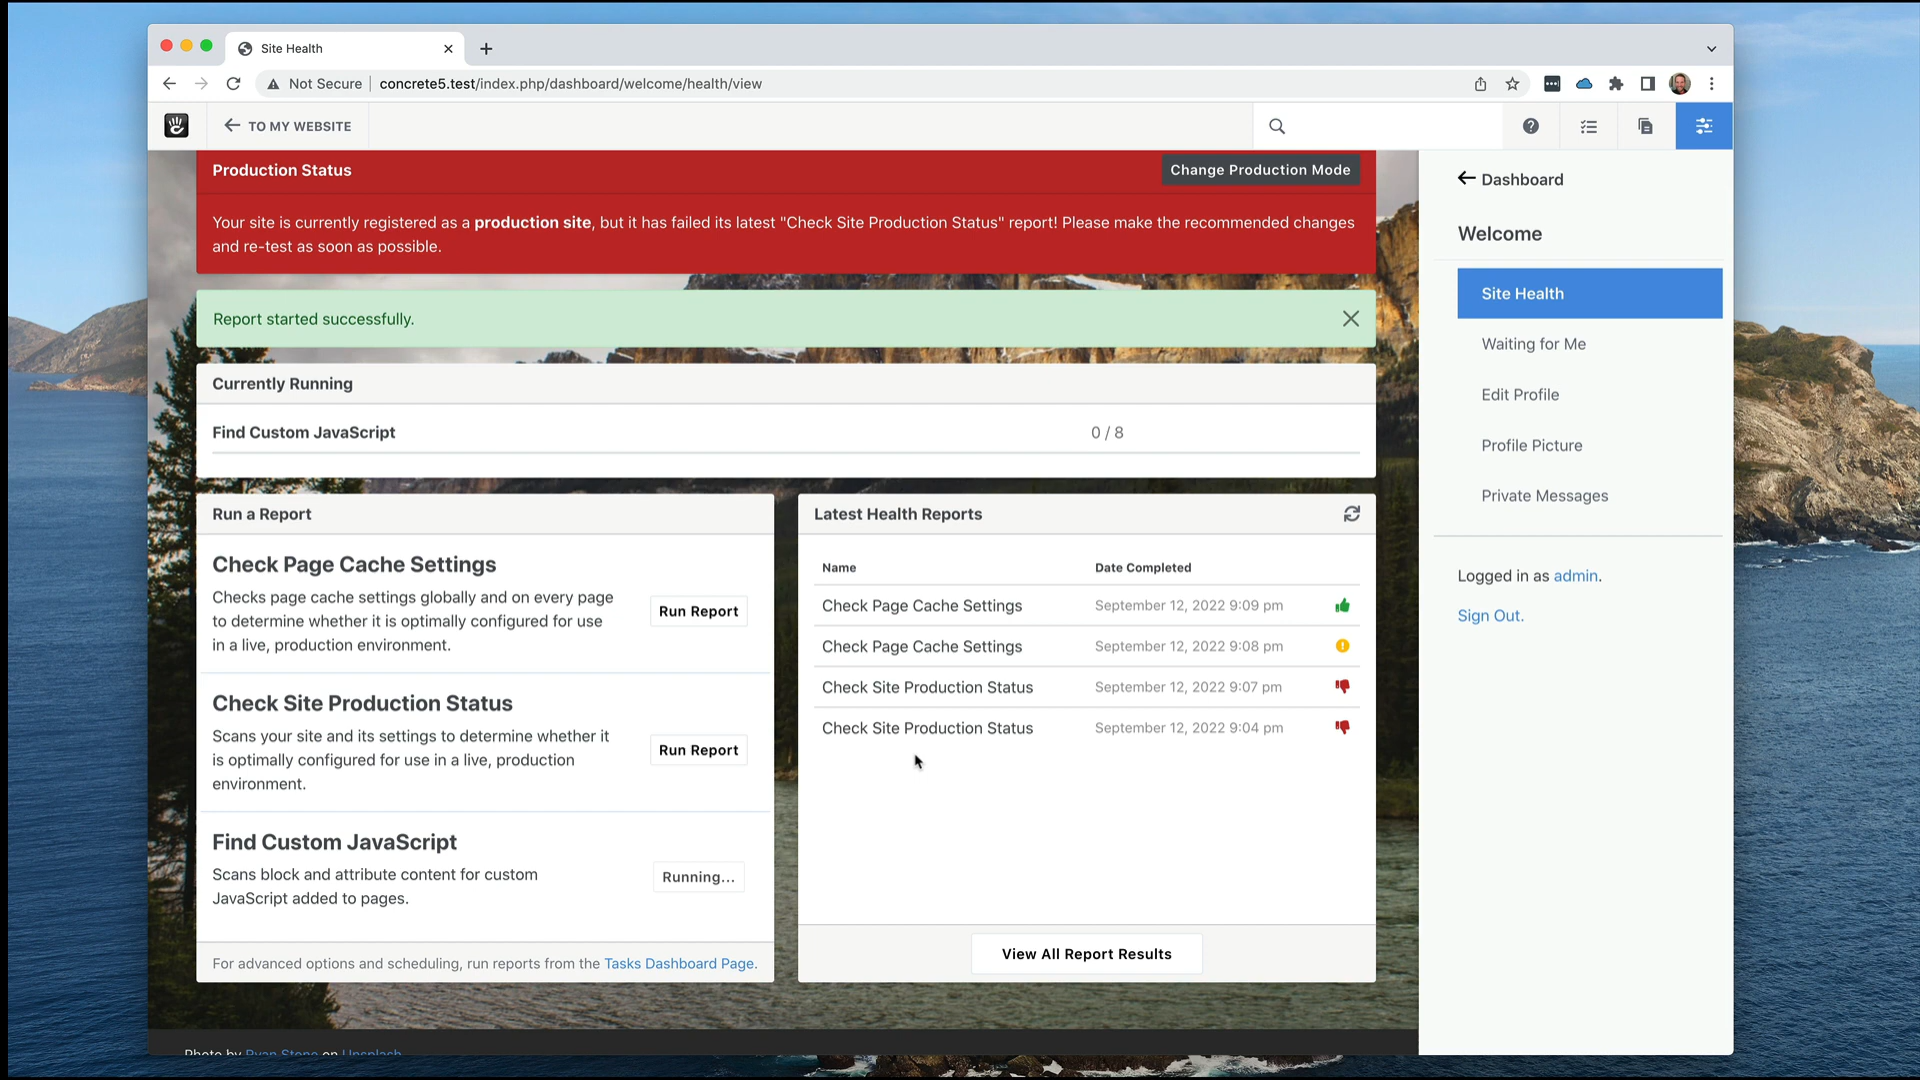 Site Health
Not Secure
concrete5.test/index.php/dashboard/welcome/health/view
TO MY WEBSITE
Production Status
Change Production Mode
Your site is currently registered as a production site, but it has failed its latest "Check Site Production Status" report! Please make the recommended changes
and re-test as soon as possible.
Report started successfully.
Currently Running
Find Custom JavaScript
0 / 8
Run a Report
Check Page Cache Settings
Checks page cache settings globally and on every page
to determine whether it is optimally configured for use
in a live, production environment.
Run Report
Check Site Production Status
Scans your site and its settings to determine whether it
is optimally configured for use in a live, production
environment.
Run Report
Find Custom JavaScript
Scans block and attribute content for custom
JavaScript added to pages.
Running...
For advanced options and scheduling, run reports from the Tasks Dashboard Page.
Latest Health Reports
Name Date Completed
Check Page Cache Settings September 12, 2022 9:09 pm
Check Page Cache Settings September 12, 2022 9:08 pm
Check Site Production Status September 12, 2022 9:07 pm
Check Site Production Status September 12, 2022 9:04 pm
View All Report Results
Photo by Ryan Stone on Unsplash
Dashboard
Welcome
Site Health
Waiting for Me
Edit Profile
Profile Picture
Private Messages
Logged in as admin.
Sign Out.